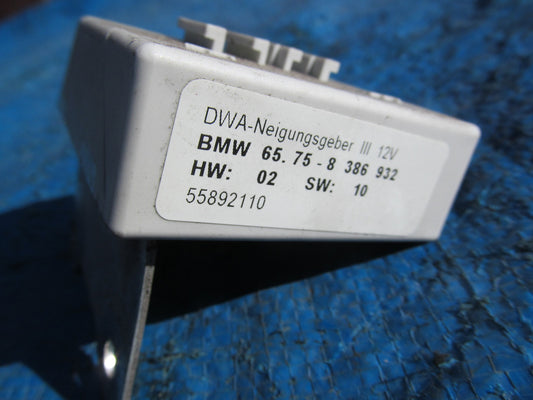 DWA-Neigungsgeber III 12V
BMW 65. 75 - 8 386 932
HW: 02 SW: 10
55892110